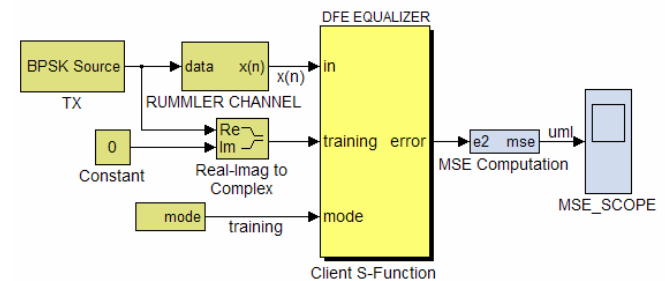 DFE EQUALIZER
BPSK Source
TX
data x(n)
RUMMLER CHANNEL
x(n)
in
Re
Im
Real-Imag to
Complex
0
Constant
training error
e2 mse
MSE Computation
uml
MSE_SCOPE
mode
training
mode
Client S-Function